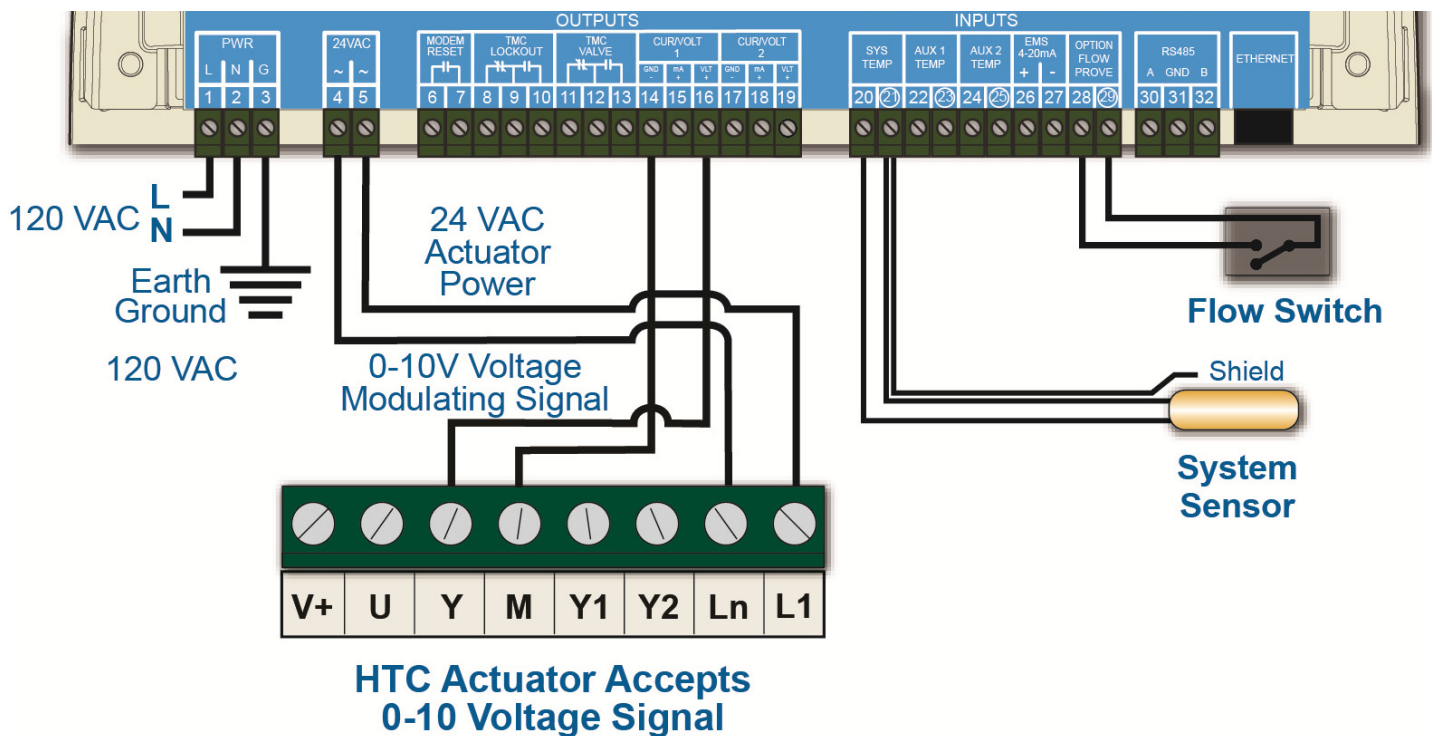 OUTPUTS
INPUTS
PWR
L N G
1 2 3
24VAC
~ ~
4 5
MODEM
RESET
6 7
TMC
LOCKOUT
8 9 10
TMC
VALVE
11 12 13
CUR/VOLT
1
GND mA VLT
- + +
14 15 16
CUR/VOLT
2
GND mA VLT
- + +
17 18 19
SYS
TEMP
20 21
AUX 1
TEMP
22 23
AUX 2
TEMP
24 25
EMS
4-20mA
+ -
26 27
OPTION
FLOW
PROVE
28 29
RS485
A GND B
30 31 32
ETHERNET
120 VAC L
N
Earth
Ground
120 VAC
24 VAC
Actuator
Power
0-10V Voltage
Modulating Signal
Flow Switch
Shield
System
Sensor
V+ U Y M Y1 Y2 Ln L1
HTC Actuator Accepts
0-10 Voltage Signal